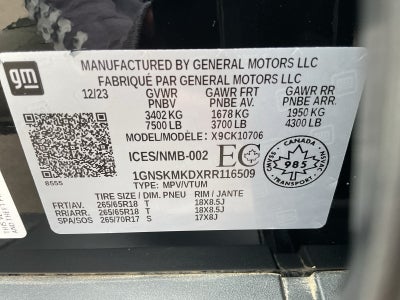 gm
MANUFACTURED BY GENERAL MOTORS LLC
FABRIQUÉ PAR GENERAL MOTORS LLC
12/23 GVWR GAWR FRT GAWR RR
PNBV PNBE AV. PNBE ARR.
3402 KG 1678 KG 1950 KG
7500 LB 3700 LB 4300 LB
MODEL/MODÈLE: X9CK10706
ICES/NMB-002 EC
CANADA
985
8555
1GNSKMKDXRR116509
TYPE: MPV/VTUM
TIRE SIZE / DIM. PNEU RIM / JANTE
FRT/AV. 265/65R18 T 18X8.5J
RR/ARR. 265/65R18 T 18X8.5J
SPA/SOS 265/70R17 S 17X8J